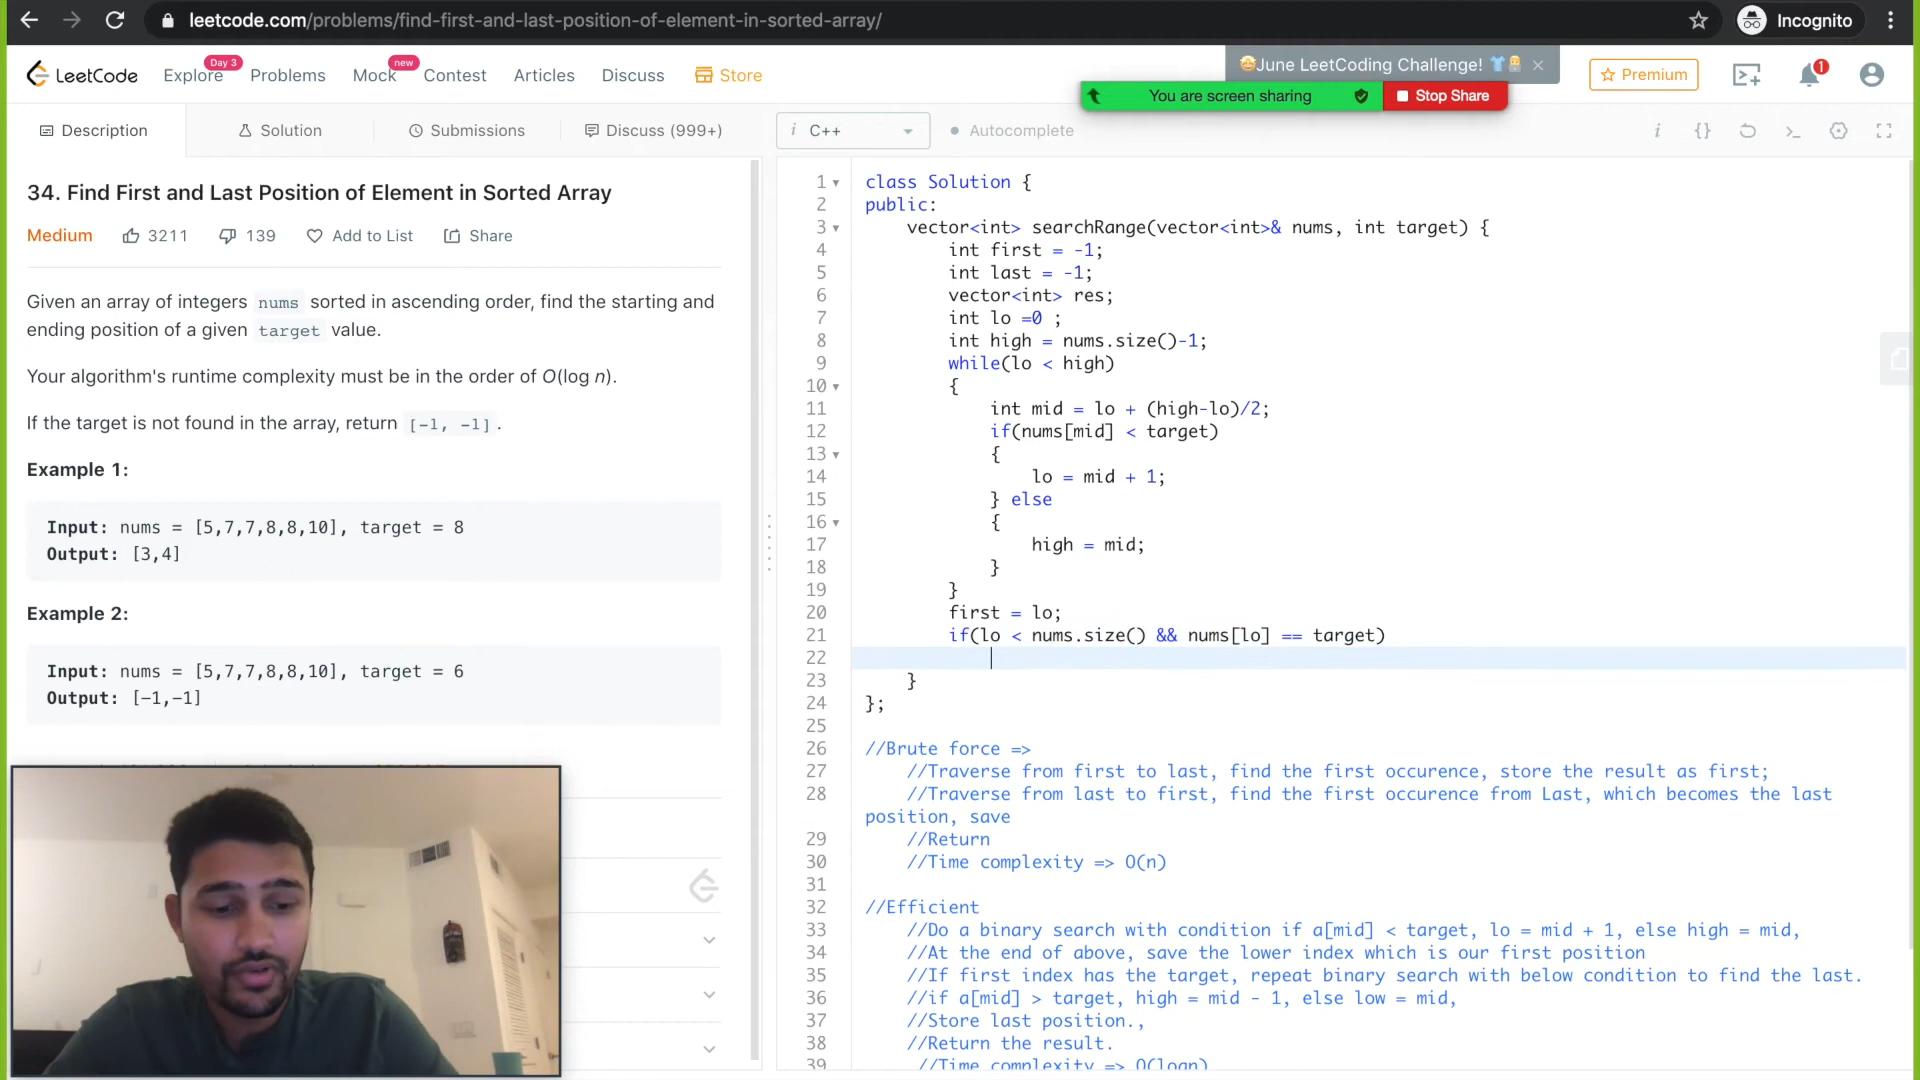 leetcode.com/problems/find-first-and-last-position-of-element-in-sorted-array/
Incognito
LeetCode
Explore
Day 3
Problems
Mock
new
Contest
Articles
Discuss
Store
June LeetCoding Challenge!
Premium
1
You are screen sharing
Stop Share
Description
Solution
Submissions
Discuss (999+)
i C++
Autocomplete
34. Find First and Last Position of Element in Sorted Array
Medium 3211 139 Add to List Share
Given an array of integers nums sorted in ascending order, find the starting and
ending position of a given target value.
Your algorithm's runtime complexity must be in the order of O(log n).
If the target is not found in the array, return [-1, -1].
Example 1:
Input: nums = [5,7,7,8,8,10], target = 8
Output: [3,4]
Example 2:
Input: nums = [5,7,7,8,8,10], target = 6
Output: [-1,-1]
1 class Solution {
2 public:
3 vector<int> searchRange(vector<int>& nums, int target) {
4 int first = -1;
5 int last = -1;
6 vector<int> res;
7 int lo =0 ;
8 int high = nums.size()-1;
9 while(lo < high)
10 {
11 int mid = lo + (high-lo)/2;
12 if(nums[mid] < target)
13 {
14 lo = mid + 1;
15 } else
16 {
17 high = mid;
18 }
19 }
20 first = lo;
21 if(lo < nums.size() && nums[lo] == target)
22
23 }
24 };
25
26 //Brute force =>
27 //Traverse from first to last, find the first occurence, store the result as first;
28 //Traverse from last to first, find the first occurence from Last, which becomes the last
position, save
29 //Return
30 //Time complexity => O(n)
31
32 //Efficient
33 //Do a binary search with condition if a[mid] < target, lo = mid + 1, else high = mid,
34 //At the end of above, save the lower index which is our first position
35 //If first index has the target, repeat binary search with below condition to find the last.
36 //if a[mid] > target, high = mid - 1, else low = mid,
37 //Store last position.,
38 //Return the result.
39 //Time complexity => O(logn)